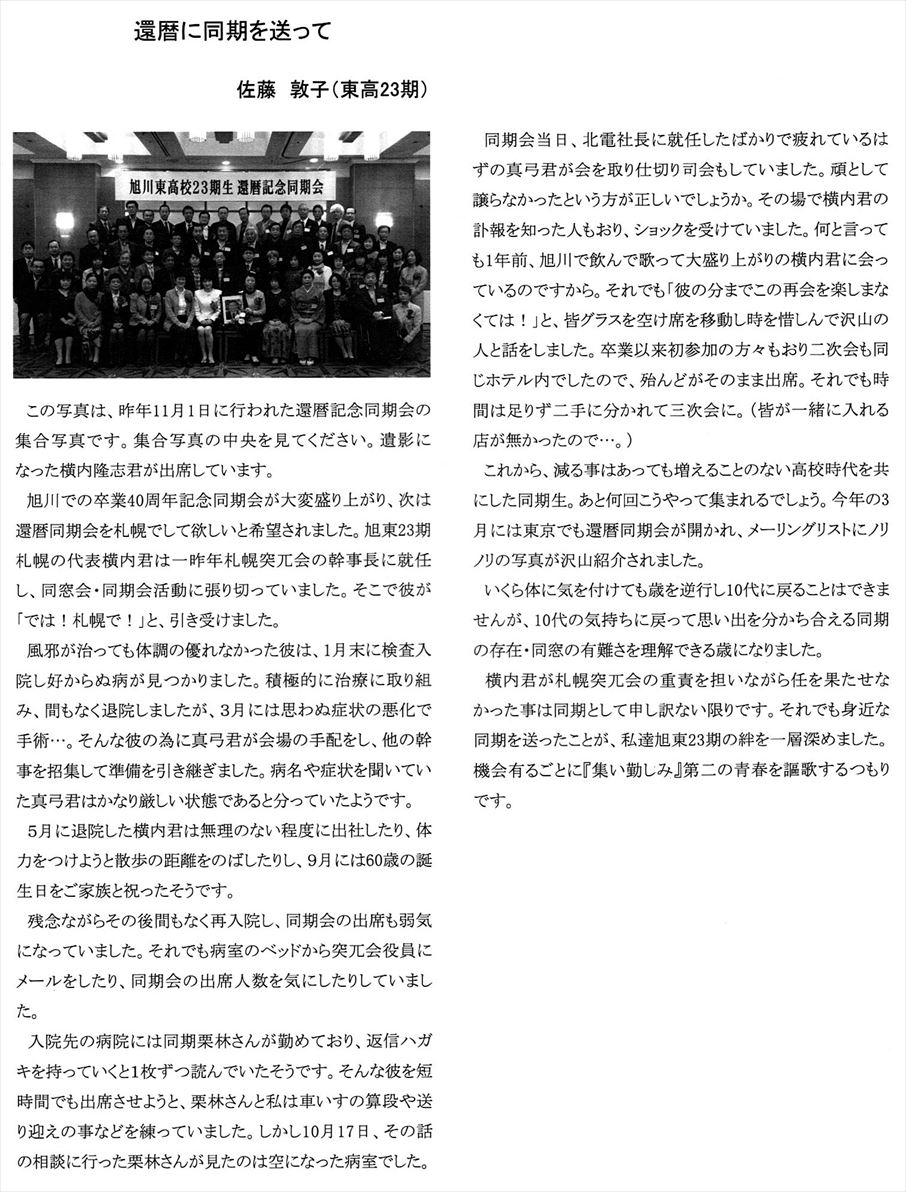 還暦に同期を送って
佐藤　敦子（東高23期）
旭川東高校23期生 還暦記念同期会
この写真は、昨年11月1日に行われた還暦記念同期会の
集合写真です。集合写真の中央を見てください。遺影に
なった横内隆志君が出席しています。
旭川での卒業40周年記念同期会が大変盛り上がり、次は
還暦同期会を札幌でして欲しいと希望されました。旭東23期
札幌の代表横内君は一昨年札幌突兀会の幹事長に就任
し、同窓会・同期会活動に張り切っていました。そこで彼が
「では！札幌で！」と、引き受けました。
風邪が治っても体調の優れなかった彼は、1月末に検査入
院し好からぬ病が見つかりました。積極的に治療に取り組
み、間もなく退院しましたが、3月には思わぬ症状の悪化で
手術…。そんな彼の為に真弓君が会場の手配をし、他の幹
事を招集して準備を引き継ぎました。病名や症状を聞いてい
た真弓君はかなり厳しい状態であると分っていたようです。
5月に退院した横内君は無理のない程度に出社したり、体
力をつけようと散歩の距離をのばしたりし、9月には60歳の誕
生日をご家族と祝ったそうです。
残念ながらその後間もなく再入院し、同期会の出席も弱気
になっていました。それでも病室のベッドから突兀会役員に
メールをしたり、同期会の出席人数を気にしたりしていまし
た。
入院先の病院には同期栗林さんが勤めており、返信ハガ
キを持っていくと1枚ずつ読んでいたそうです。そんな彼を短
時間でも出席させようと、栗林さんと私は車いすの算段や送
り迎えの事などを練っていました。しかし10月17日、その話
の相談に行った栗林さんが見たのは空になった病室でした。
同期会当日、北電社長に就任したばかりで疲れているは
ずの真弓君が会を取り仕切り司会もしていました。頑として
譲らなかったという方が正しいでしょうか。その場で横内君の
訃報を知った人もおり、ショックを受けていました。何と言って
も1年前、旭川で飲んで歌って大盛り上がりの横内君に会っ
ているのですから。それでも「彼の分までこの再会を楽しまな
くては！」と、皆グラスを空け席を移動し時を惜しんで沢山の
人と話をしました。卒業以来初参加の方々もおり二次会も同
じホテル内でしたので、殆んどがそのまま出席。それでも時
間は足りず二手に分かれて三次会に。（皆が一緒に入れる
店が無かったので…。）
これから、減る事はあっても増えることのない高校時代を共
にした同期生。あと何回こうやって集まれるでしょう。今年の3
月には東京でも還暦同期会が開かれ、メーリングリストにノリ
ノリの写真が沢山紹介されました。
いくら体に気を付けても歳を逆行し10代に戻ることはできま
せんが、10代の気持ちに戻って思い出を分かち合える同期
の存在・同窓の有難さを理解できる歳になりました。
横内君が札幌突兀会の重責を担いながら任を果たせな
かった事は同期として申し訳ない限りです。それでも身近な
同期を送ったことが、私達旭東23期の絆を一層深めました。
機会有るごとに『集い勤しみ』第二の青春を謳歌するつもり
です。